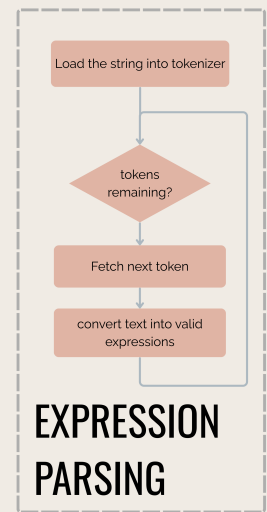 Load the string into tokenizer
tokens
remaining?
Fetch next token
convert text into valid
expressions
EXPRESSION
PARSING